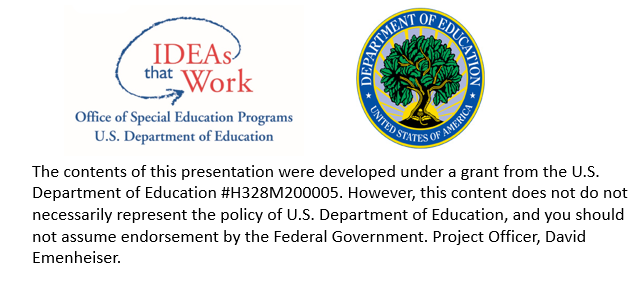 IDEAs
that Work
Office of Special Education Programs
U.S. Department of Education
DEPARTMENT OF EDUCATION
UNITED STATES OF AMERICA
The contents of this presentation were developed under a grant from the U.S.
Department of Education #H328M200005. However, this content does not do not
necessarily represent the policy of U.S. Department of Education, and you should
not assume endorsement by the Federal Government. Project Officer, David
Emenheiser.